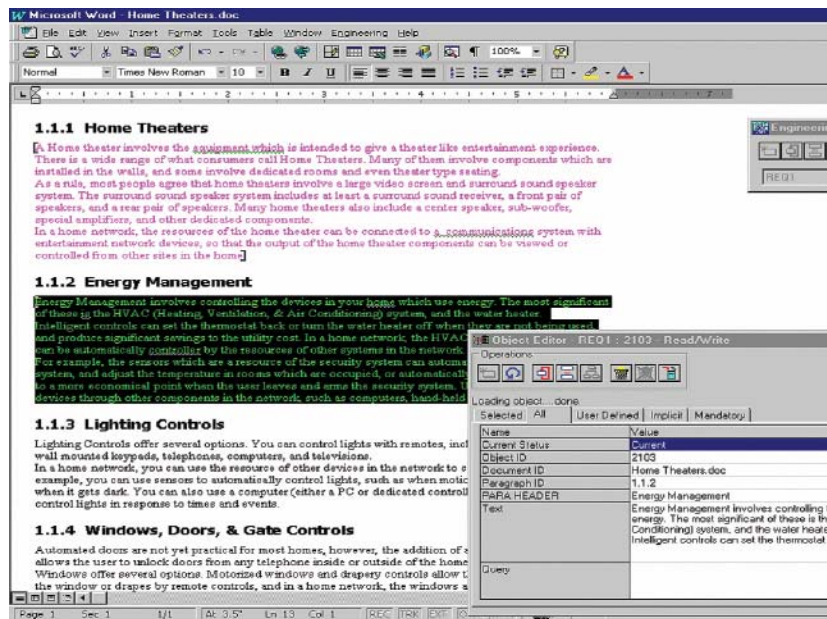 Microsoft Word - Home Theaters.doc
File Edit View Insert Format Tools Table Window Engineering Help
100%
Normal Times New Roman 10 B I U
1 2 3 4 5
1.1.1 Home Theaters
A Home theater involves the equipment which is intended to give a theater like entertainment experience.
There is a wide range of what consumers call Home Theaters. Many of them involve components which are
installed in the walls, and some involve dedicated rooms and even theater type seating.
As a rule, most people agree that home theaters involve a large video screen and surround sound speaker
system. The surround sound speaker system includes at least a surround sound receiver, a front pair of
speakers, and a rear pair of speakers. Many home theaters also include a center speaker, sub-woofer,
special amplifiers, and other dedicated components.
In a home network, the resources of the home theater can be connected to a communications system with
entertainment network devices, so that the output of the home theater components can be viewed or
controlled from other sites in the home
Engineerin
REQ1
1.1.2 Energy Management
Energy Management involves controlling the devices in your home which use energy. The most significant
of these is the HVAC (Heating, Ventilation, & Air Conditioning) system, and the water heater.
Intelligent controls can set the thermostat back or turn the water heater off when they are not being used,
and produce significant savings to the utility cost. In a home network, the HVAC
can be automatically controller by the resources of other systems in the network
For example, the sensors which are a resource of the security system can automa
system, and adjust the temperature in rooms which are occupied, or automatically
to a more economical point when the user leaves and arms the security system.
devices through other components in the network, such as computers, hand-held
1.1.3 Lighting Controls
Lighting Controls offer several options. You can control lights with remotes, incl
wall mounted keypads, telephones, computers, and televisions.
In a home network, you can use the resource of other devices in the network to
example, you can use sensors to automatically control lights, such as when motio
when it gets dark. You can also use a computer (either a PC or dedicated controll
control lights in response to times and events.
1.1.4 Windows, Doors, & Gate Controls
Automated doors are not yet practical for most homes, however, the addition of
allows the user to unlock doors from any telephone inside or outside of the home
Windows offer several options. Motorized windows and drapery controls allow t
the window or drapes by remote controls, and in a home network, the windows a
Page 1 Sec 1 1/1 At 3.5" Ln 13 Col 1 REC TRK EXT
Object Editor - REQ1 : 2103 - Read/Write
Operations
Loading object....done.
Selected All User Defined Implicit Mandatory
Name Value
Current Status Current
Object ID 2103
Document ID Home Theaters.doc
Paragraph ID 1.1.2
PARA HEADER Energy Management
Text Energy Management involves controlling
energy. The most significant of these is th
Conditioning) system, and the water heate
Intelligent controls can set the thermostat
Query